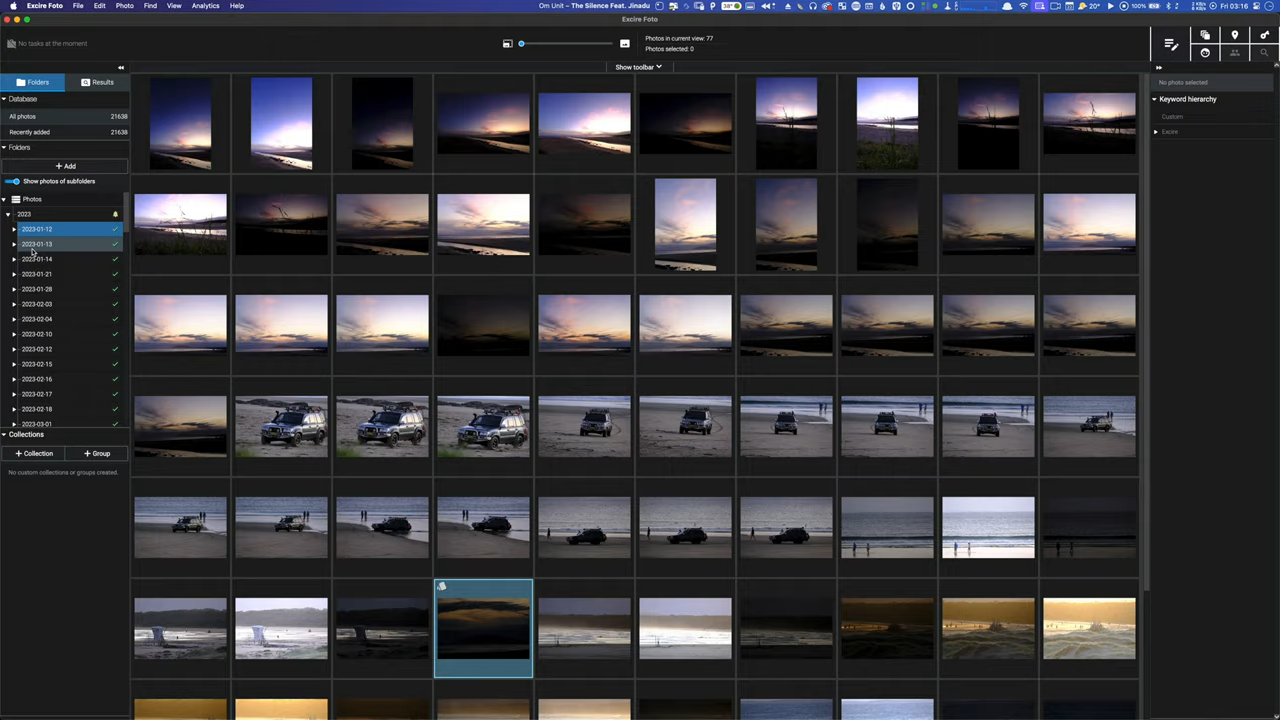 Excire Foto File Edit Photo Find View Analytics Help
Om Unit – The Silence Feat. Jinadu
38°
20°
100%
Fri 03:16
Excire Foto
No tasks at the moment
Photos in current view: 77
Photos selected: 0
Show toolbar
Folders
Results
No photo selected
Database
All photos 21638
Recently added 21638
Folders
+ Add
Show photos of subfolders
Photos
2023
2023-01-12
2023-01-13
2023-01-14
2023-01-21
2023-01-28
2023-02-03
2023-02-04
2023-02-10
2023-02-12
2023-02-15
2023-02-16
2023-02-17
2023-02-18
2023-03-01
Collections
+ Collection
+ Group
No custom collections or groups created.
Keyword hierarchy
Custom
Excire